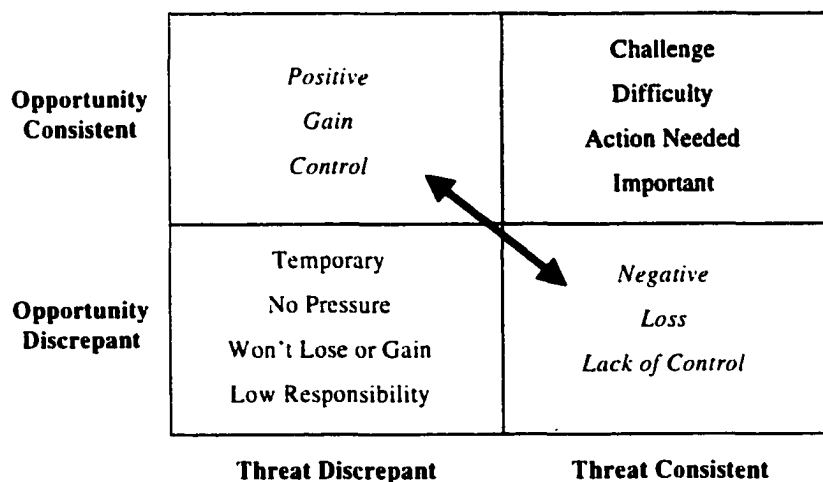 Opportunity
Consistent
Positive
Gain
Control
Challenge
Difficulty
Action Needed
Important
Opportunity
Discrepant
Temporary
No Pressure
Won't Lose or Gain
Low Responsibility
Negative
Loss
Lack of Control
Threat Discrepant
Threat Consistent